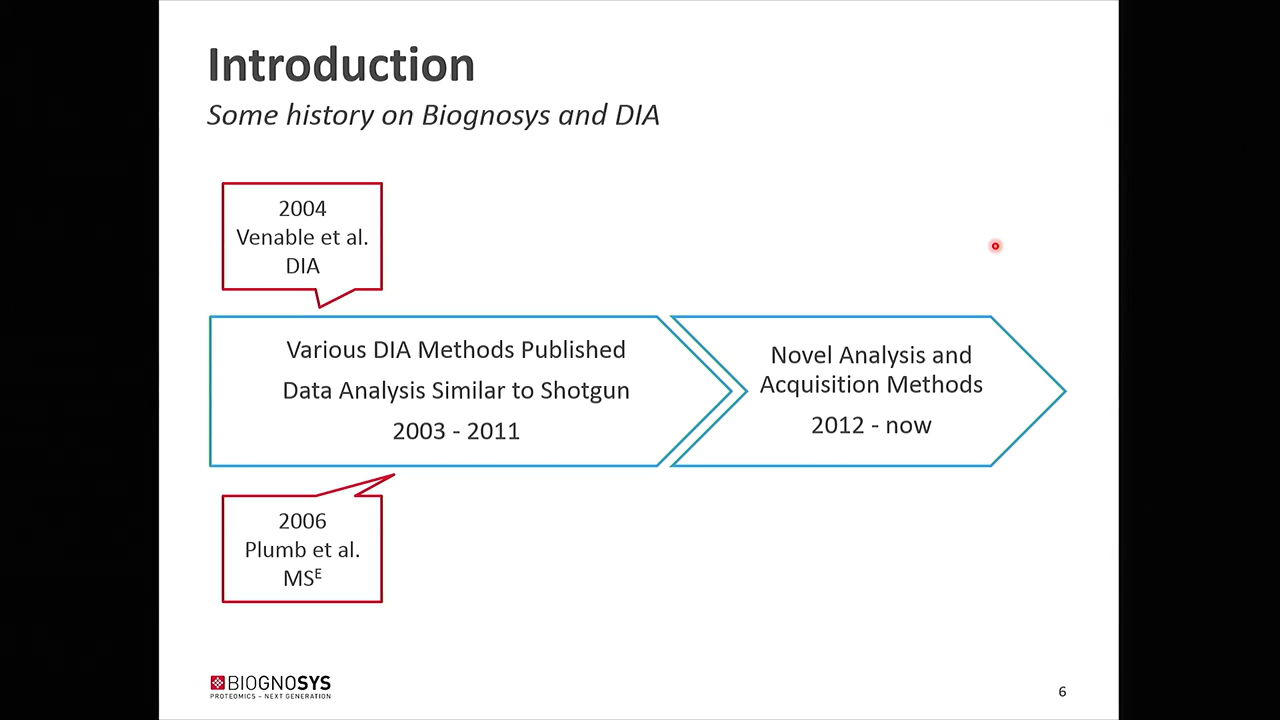 Introduction
Some history on Biognosys and DIA
2004
Venable et al.
DIA
Various DIA Methods Published
Data Analysis Similar to Shotgun
2003 - 2011
Novel Analysis and
Acquisition Methods
2012 - now
2006
Plumb et al.
MSᴱ
BIOGNOSYS
PROTEOMICS - NEXT GENERATION
6